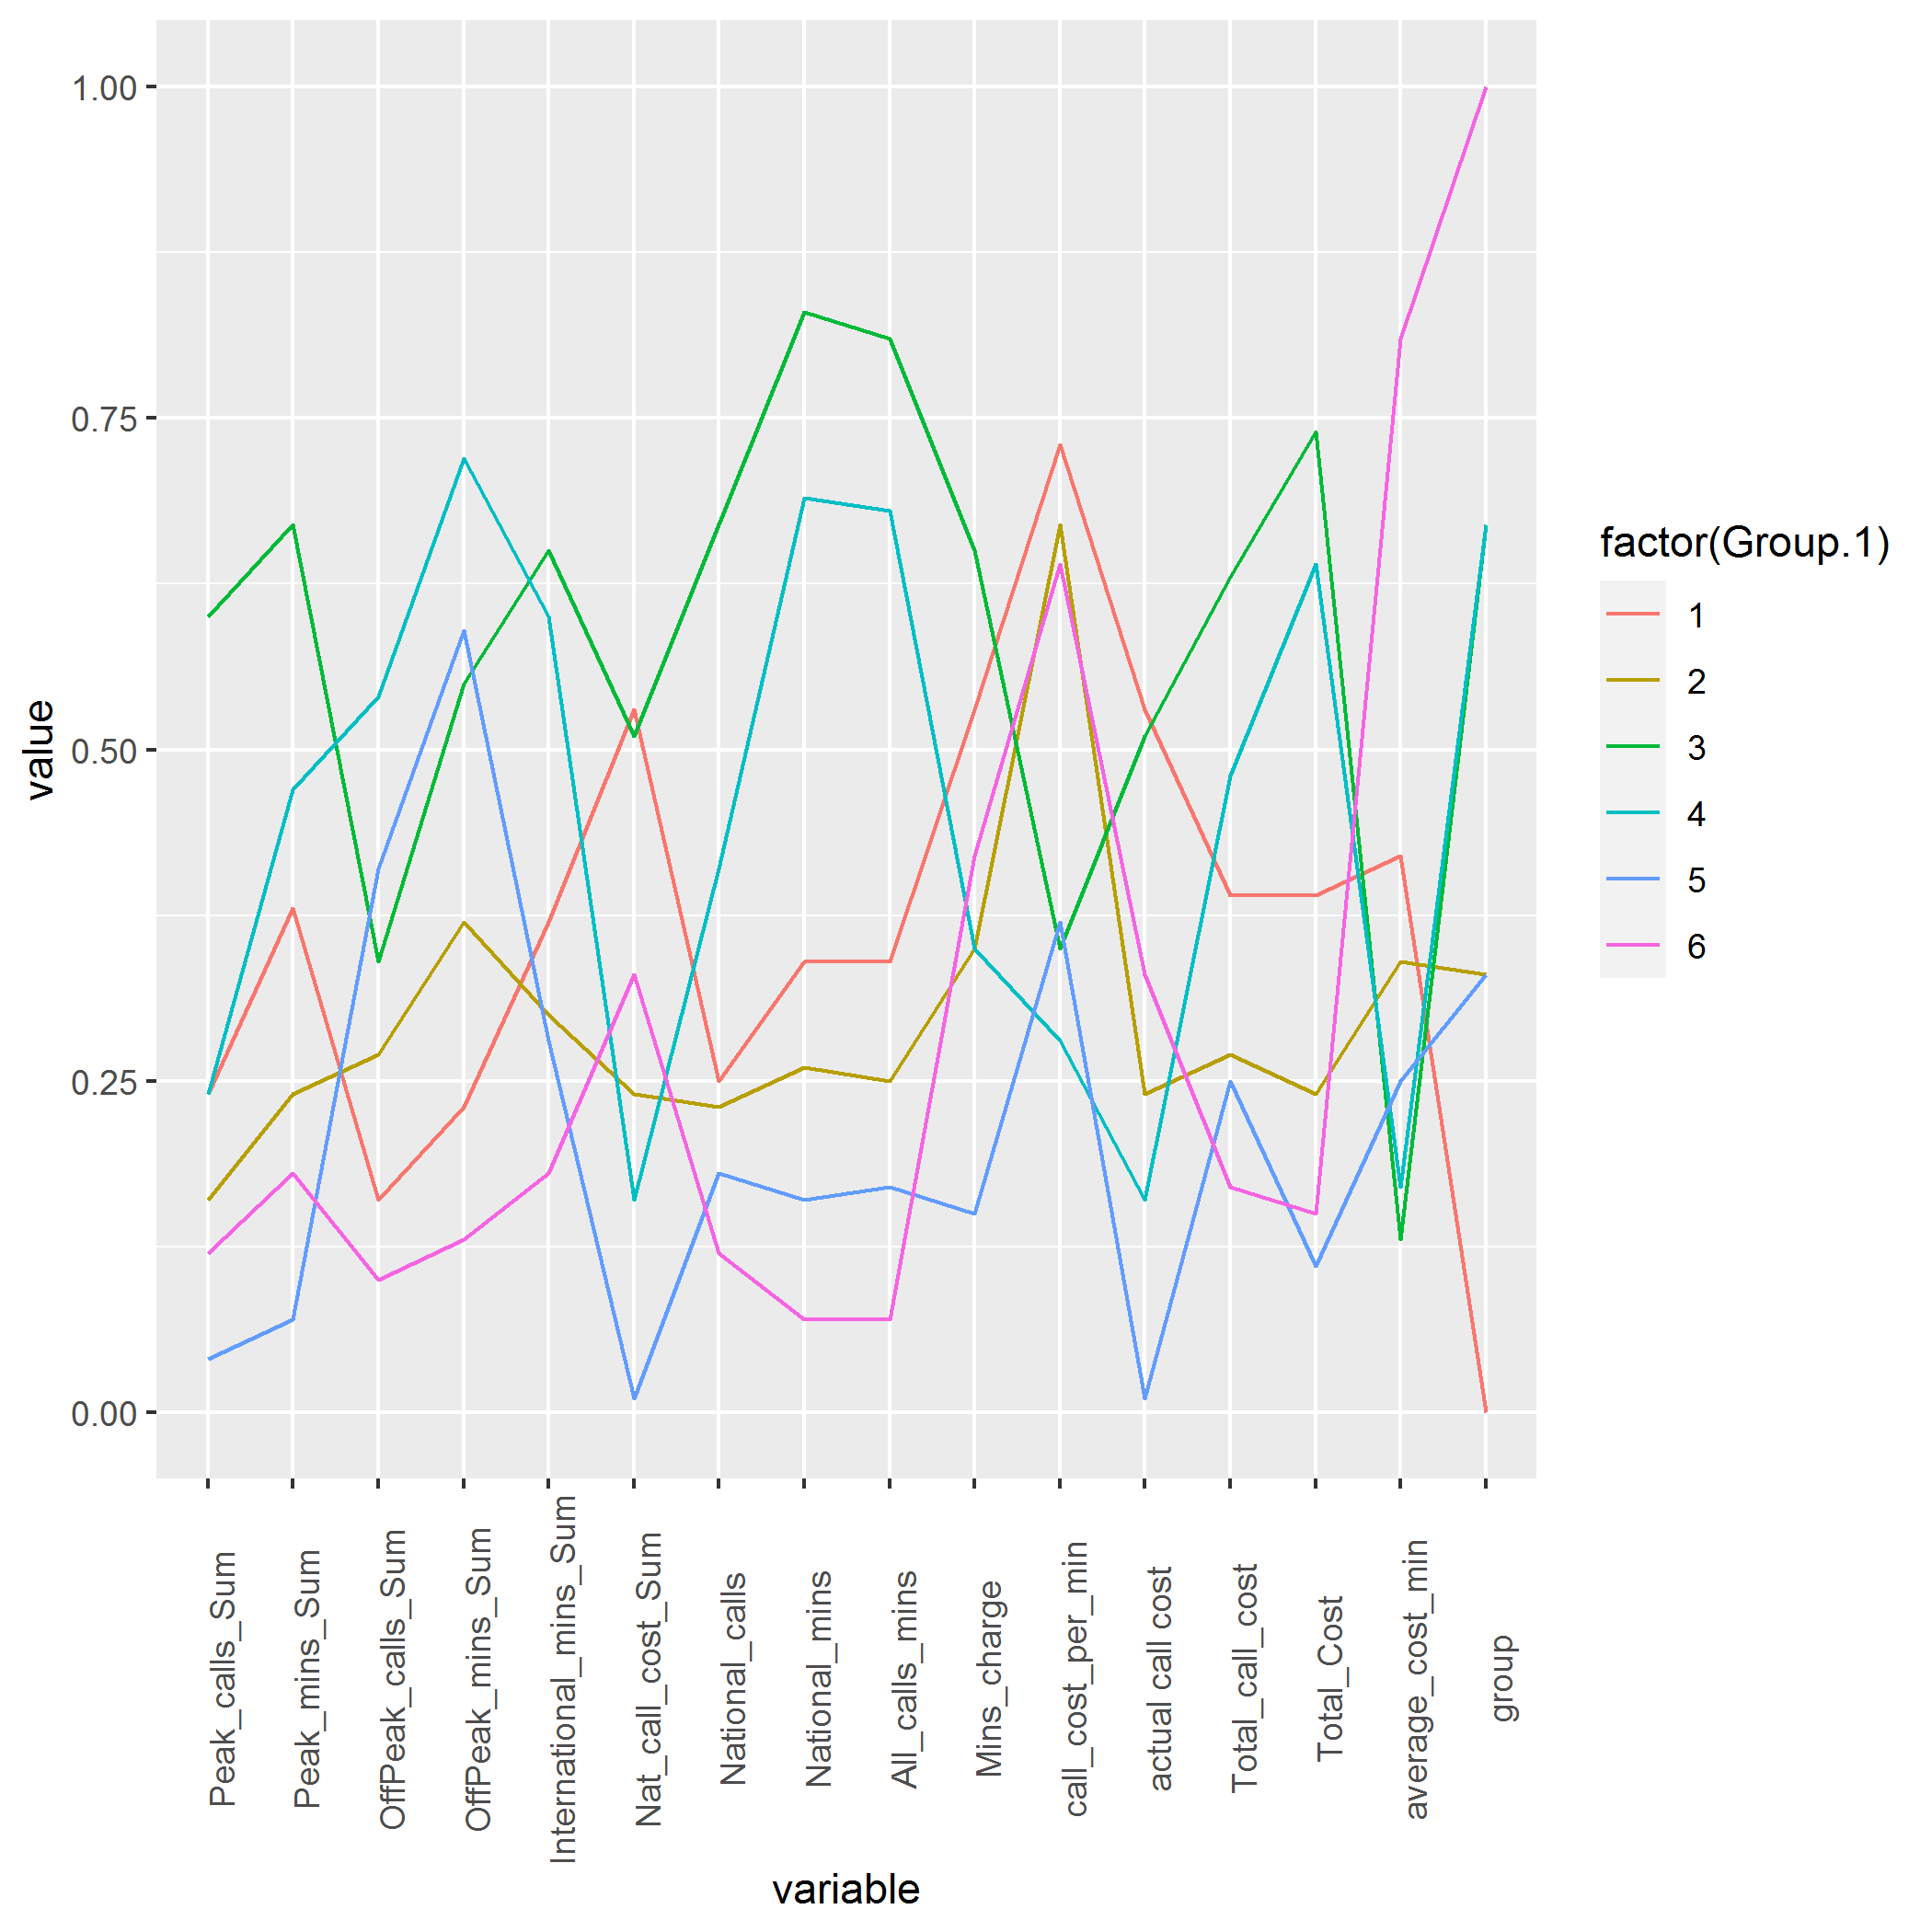 1.00
0.75
0.50
0.25
0.00
value
Peak_calls_Sum
Peak_mins_Sum
OffPeak_calls_Sum
OffPeak_mins_Sum
International_mins_Sum
Nat_call_cost_Sum
National_calls
National_mins
All_calls_mins
Mins_charge
call_cost_per_min
actual call cost
Total_call_cost
Total_Cost
average_cost_min
group
variable
factor(Group.1)
1
2
3
4
5
6